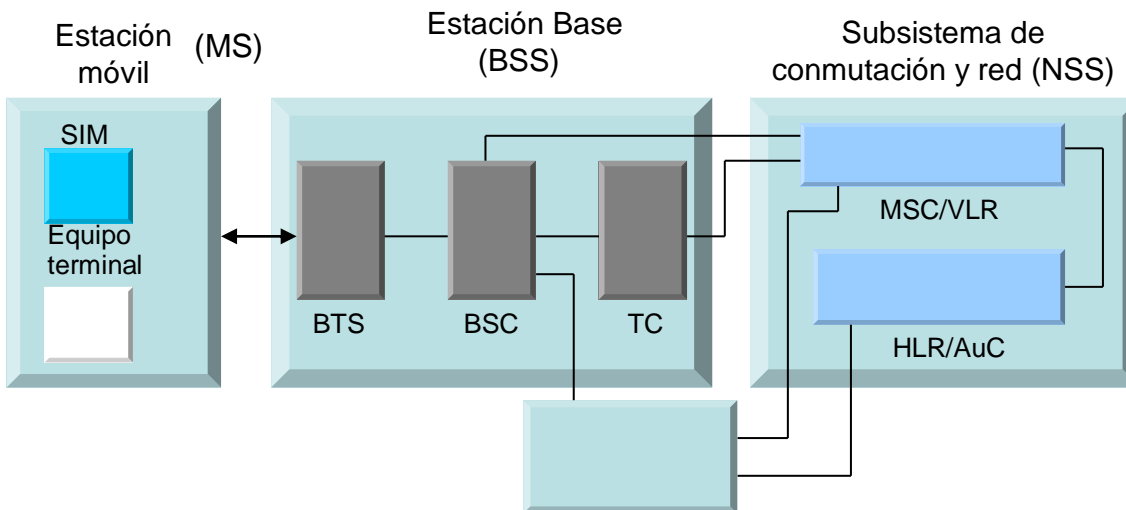 Estación
móvil
(MS)
Estación Base
(BSS)
Subsistema de
conmutación y red (NSS)
SIM
Equipo
terminal
BTS
BSC
TC
MSC/VLR
HLR/AuC